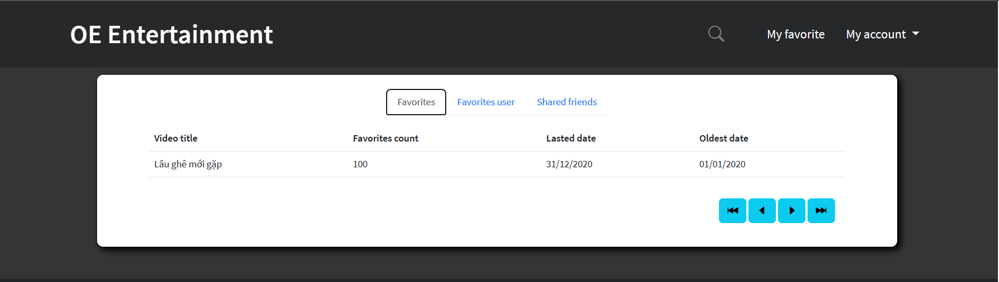 OE Entertainment My favorite My account
Favorites Favorites user Shared friends
Video title Favorites count Lasted date Oldest date
Lâu ghê mới gặp 100 31/12/2020 01/01/2020